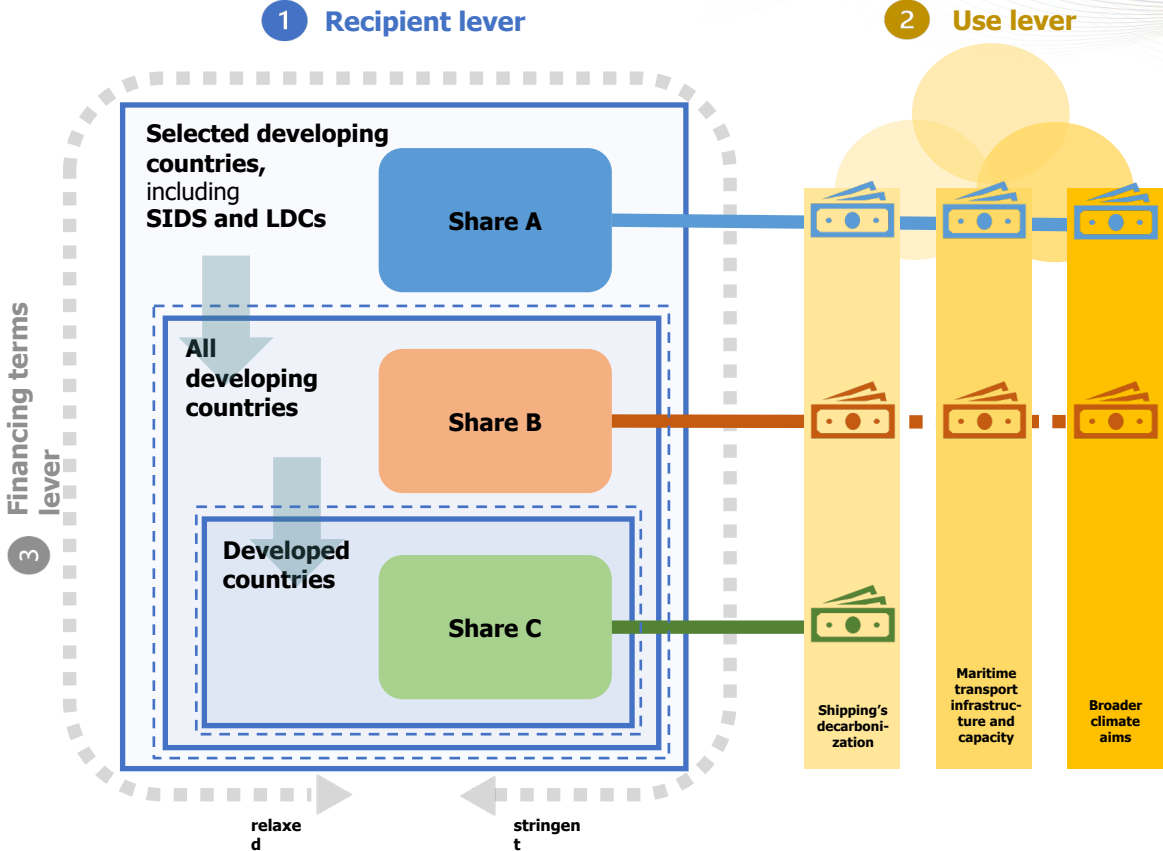 1 Recipient lever
2 Use lever
Selected developing
countries,
including
SIDS and LDCs
Share A
All
developing
countries
Share B
Developed
countries
Share C
3 Financing terms
lever
Shipping's
decarboni-
zation
Maritime
transport
infrastruc-
ture and
capacity
Broader
climate
aims
relaxe
d
stringen
t